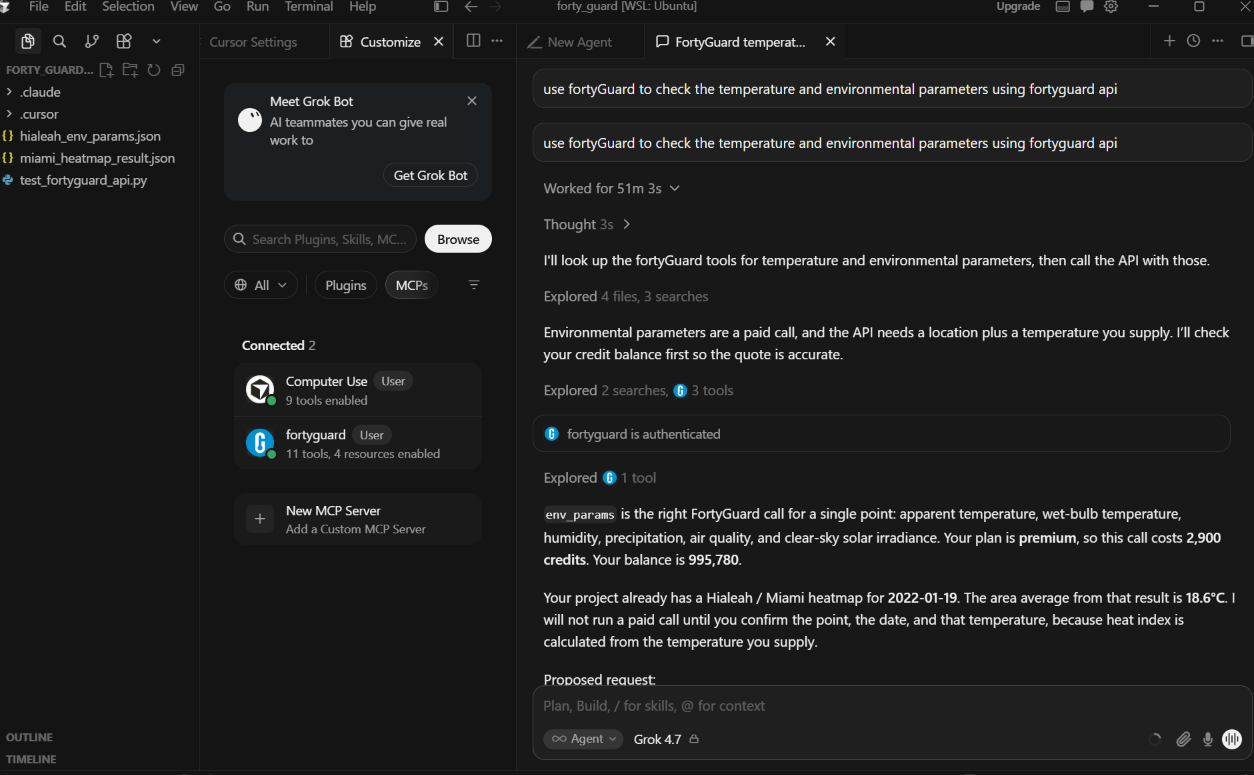 File Edit Selection View Go Run Terminal Help
forty_guard [WSL: Ubuntu]
Upgrade
FORTY_GUARD...
.claude
.cursor
{} hialeah_env_params.json
{} miami_heatmap_result.json
test_fortyguard_api.py
OUTLINE
TIMELINE
Cursor Settings
Customize
Meet Grok Bot
AI teammates you can give real
work to
Get Grok Bot
Search Plugins, Skills, MC...
Browse
All
Plugins
MCPs
Connected 2
Computer Use User
9 tools enabled
fortyguard User
11 tools, 4 resources enabled
New MCP Server
Add a Custom MCP Server
New Agent
FortyGuard temperat...
use fortyGuard to check the temperature and environmental parameters using fortyguard api
use fortyGuard to check the temperature and environmental parameters using fortyguard api
Worked for 51m 3s
Thought 3s
I'll look up the fortyGuard tools for temperature and environmental parameters, then call the API with those.
Explored 4 files, 3 searches
Environmental parameters are a paid call, and the API needs a location plus a temperature you supply. I'll check
your credit balance first so the quote is accurate.
Explored 2 searches, 3 tools
fortyguard is authenticated
Explored 1 tool
env_params is the right FortyGuard call for a single point: apparent temperature, wet-bulb temperature,
humidity, precipitation, air quality, and clear-sky solar irradiance. Your plan is premium, so this call costs 2,900
credits. Your balance is 995,780.
Your project already has a Hialeah / Miami heatmap for 2022-01-19. The area average from that result is 18.6°C. I
will not run a paid call until you confirm the point, the date, and that temperature, because heat index is
calculated from the temperature you supply.
Proposed request:
Plan, Build, / for skills, @ for context
Agent
Grok 4.7